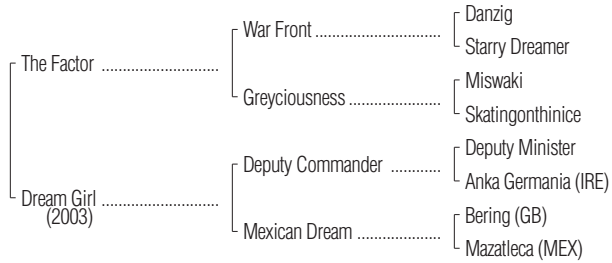 Danzig
War Front
Starry Dreamer
The Factor
Miswaki
Greyciousness
Skatingonthinice
Deputy Minister
Deputy Commander
Anka Germania (IRE)
Dream Girl
(2003)
Bering (GB)
Mexican Dream
Mazatleca (MEX)